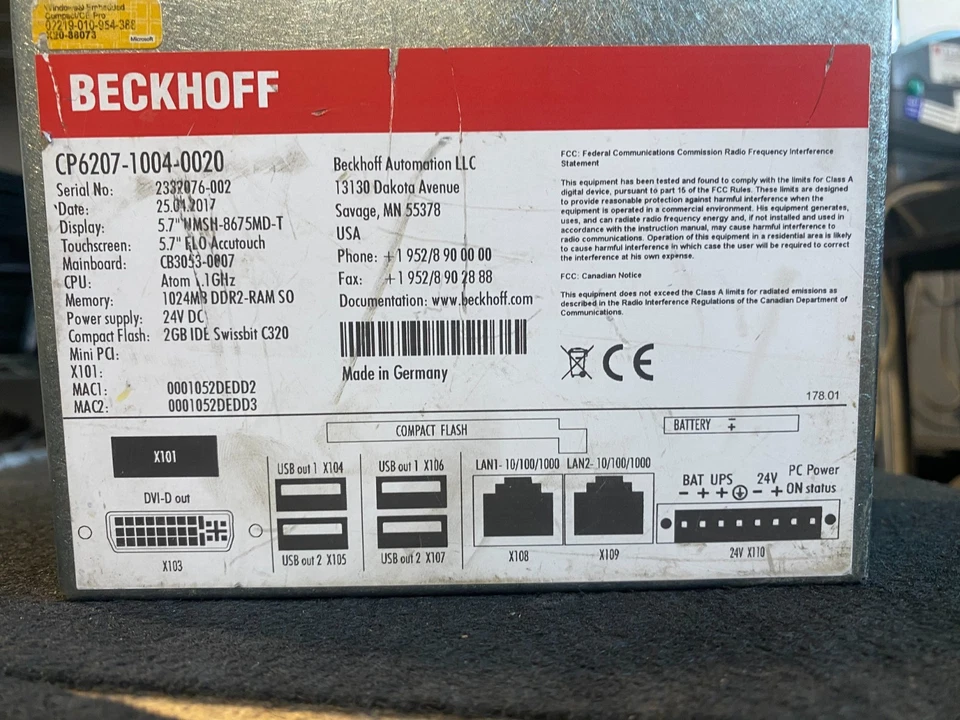 Windows® Embedded
Compact/CE Pro
07219-010-954-388
X20-88073
Microsoft
BECKHOFF
CP6207-1004-0020
Serial No: 2332076-002
Date: 25.01.2017
Display: 5.7" NMSH-8675MD-T
Touchscreen: 5.7" ELO Accutouch
Mainboard: CB3053-0007
CPU: Atom 1.1GHz
Memory: 1024MB DDR2-RAM SO
Power supply: 24V DC
Compact Flash: 2GB IDE Swissbit C320
Mini PCI:
X101:
MAC1: 0001052DEDD2
MAC2: 0001052DEDD3
Beckhoff Automation LLC
13130 Dakota Avenue
Savage, MN 55378
USA
Phone: +1 952/8 90 00 00
Fax: +1 952/8 90 28 88
Documentation: www.beckhoff.com
Made in Germany
FCC: Federal Communications Commission Radio Frequency Interference
Statement
This equipment has been tested and found to comply with the limits for Class A
digital device, pursuant to part 15 of the FCC Rules. These limits are designed
to provide reasonable protection against harmful interference when the
equipment is operated in a commercial environment. His equipment generates,
uses, and can radiate radio frequency energy and, if not installed and used in
accordance with the instruction manual, may cause harmful interference to
radio communications. Operation of this equipment in a residential area is likely
to cause harmful interference in which case the user will be required to correct
the interference at his own expense.
FCC: Canadian Notice
This equipment does not exceed the Class A limits for radiated emissions as
described in the Radio Interference Regulations of the Canadian Department of
Communications.
CE
178.01
COMPACT FLASH
BATTERY
X101
DVI-D out
X103
USB out 1 X104
USB out 2 X105
USB out 1 X106
USB out 2 X107
LAN1- 10/100/1000 LAN2- 10/100/1000
X108 X109
BAT UPS 24V PC Power
− + + − + ON status
24V X110